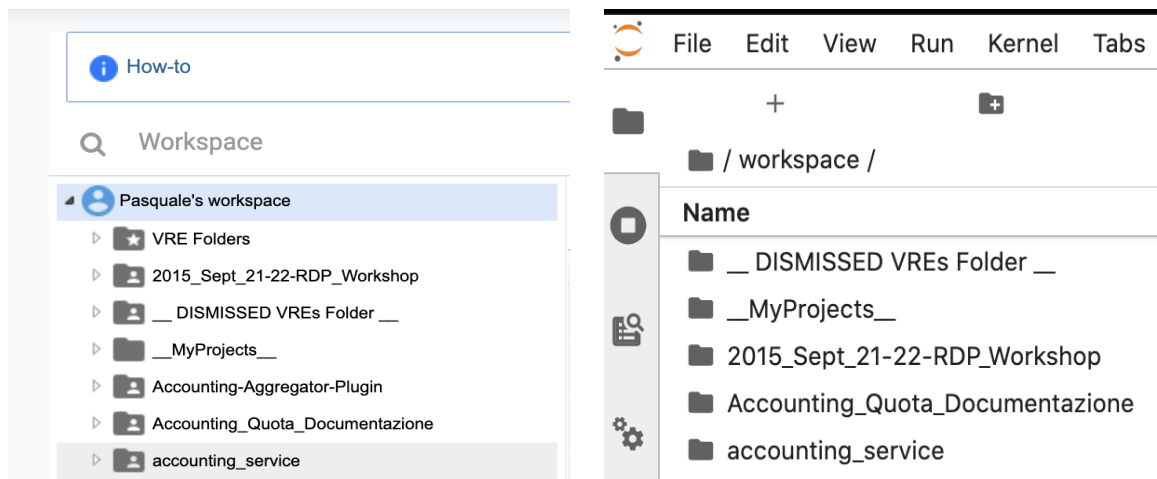 How-to
Workspace
Pasquale's workspace
VRE Folders
2015_Sept_21-22-RDP_Workshop
__ DISMISSED VREs Folder __
__MyProjects__
Accounting-Aggregator-Plugin
Accounting_Quota_Documentazione
accounting_service
File Edit View Run Kernel Tabs
/ workspace /
Name
__ DISMISSED VREs Folder __
__MyProjects__
2015_Sept_21-22-RDP_Workshop
Accounting_Quota_Documentazione
accounting_service